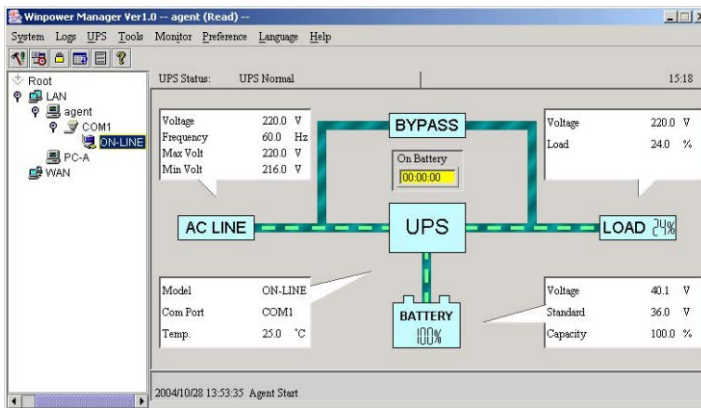 Winpower Manager Ver1.0 -- agent (Read) --
System Logs UPS Tools Monitor Preference Language Help
Root
LAN
agent
COM1
ON-LINE
PC-A
WAN
UPS Status: UPS Normal 15:18
Voltage 220.0 V
Frequency 60.0 Hz
Max Volt 220.0 V
Min Volt 216.0 V
BYPASS
On Battery
00:00:00
Voltage 220.0 V
Load 24.0 %
AC LINE
UPS
LOAD 24%
Model ON-LINE
Com Port COM1
Temp. 25.0 °C
BATTERY
100%
Voltage 40.1 V
Standard 36.0 V
Capacity 100.0 %
2004/10/28 13:53:35 Agent Start